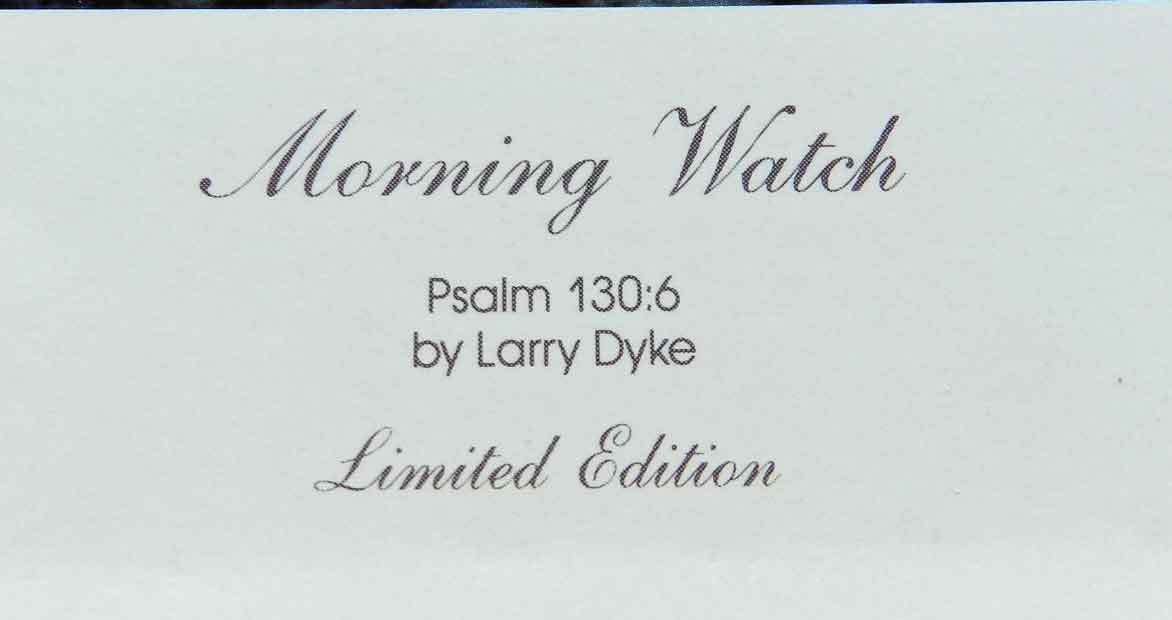 Morning Watch
Psalm 130:6
by Larry Dyke
Limited Edition